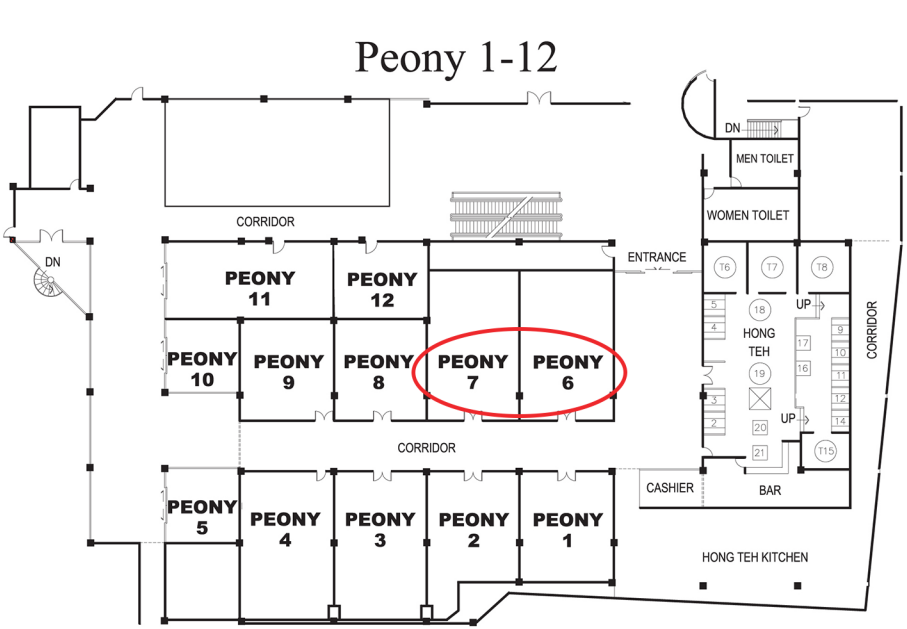 Peony 1-12
DN
MEN TOILET
WOMEN TOILET
CORRIDOR
ENTRANCE
DN
PEONY
11
PEONY
12
T6
T7
T8
PEONY
10
PEONY
9
PEONY
8
PEONY
7
PEONY
6
5
4
3
2
18
HONG
TEH
19
20
21
UP
17
16
UP
9
10
11
12
14
T15
CORRIDOR
CORRIDOR
PEONY
5
PEONY
4
PEONY
3
PEONY
2
PEONY
1
CASHIER
BAR
HONG TEH KITCHEN